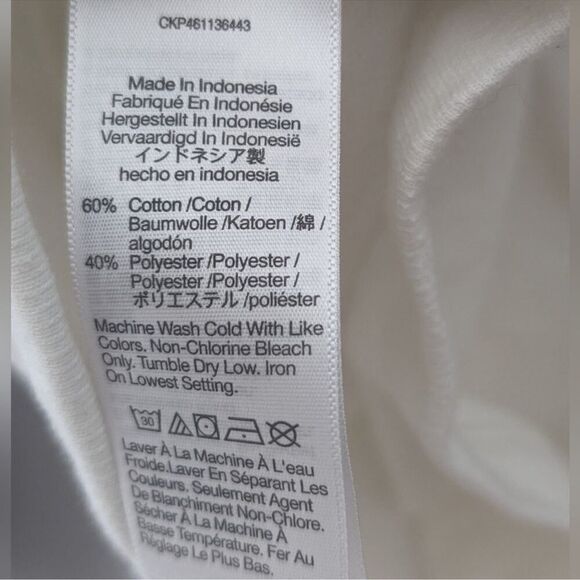 CKP461136443
Made In Indonesia
Fabriqué En Indonésie
Hergestellt In Indonesien
Vervaardigd In Indonesië
インドネシア製
hecho en indonesia
60% Cotton /Coton /
Baumwolle /Katoen /綿 /
algodón
40% Polyester /Polyester /
Polyester /Polyester /
ポリエステル /poliéster
Machine Wash Cold With Like
Colors. Non-Chlorine Bleach
Only. Tumble Dry Low. Iron
On Lowest Setting.
30
Laver À La Machine À L'eau
Froide.Laver En Séparant Les
Couleurs. Seulement Agent
De Blanchiment Non-Chlore.
Sécher À La Machine À
Basse Température. Fer Au
Réglage Le Plus Bas.